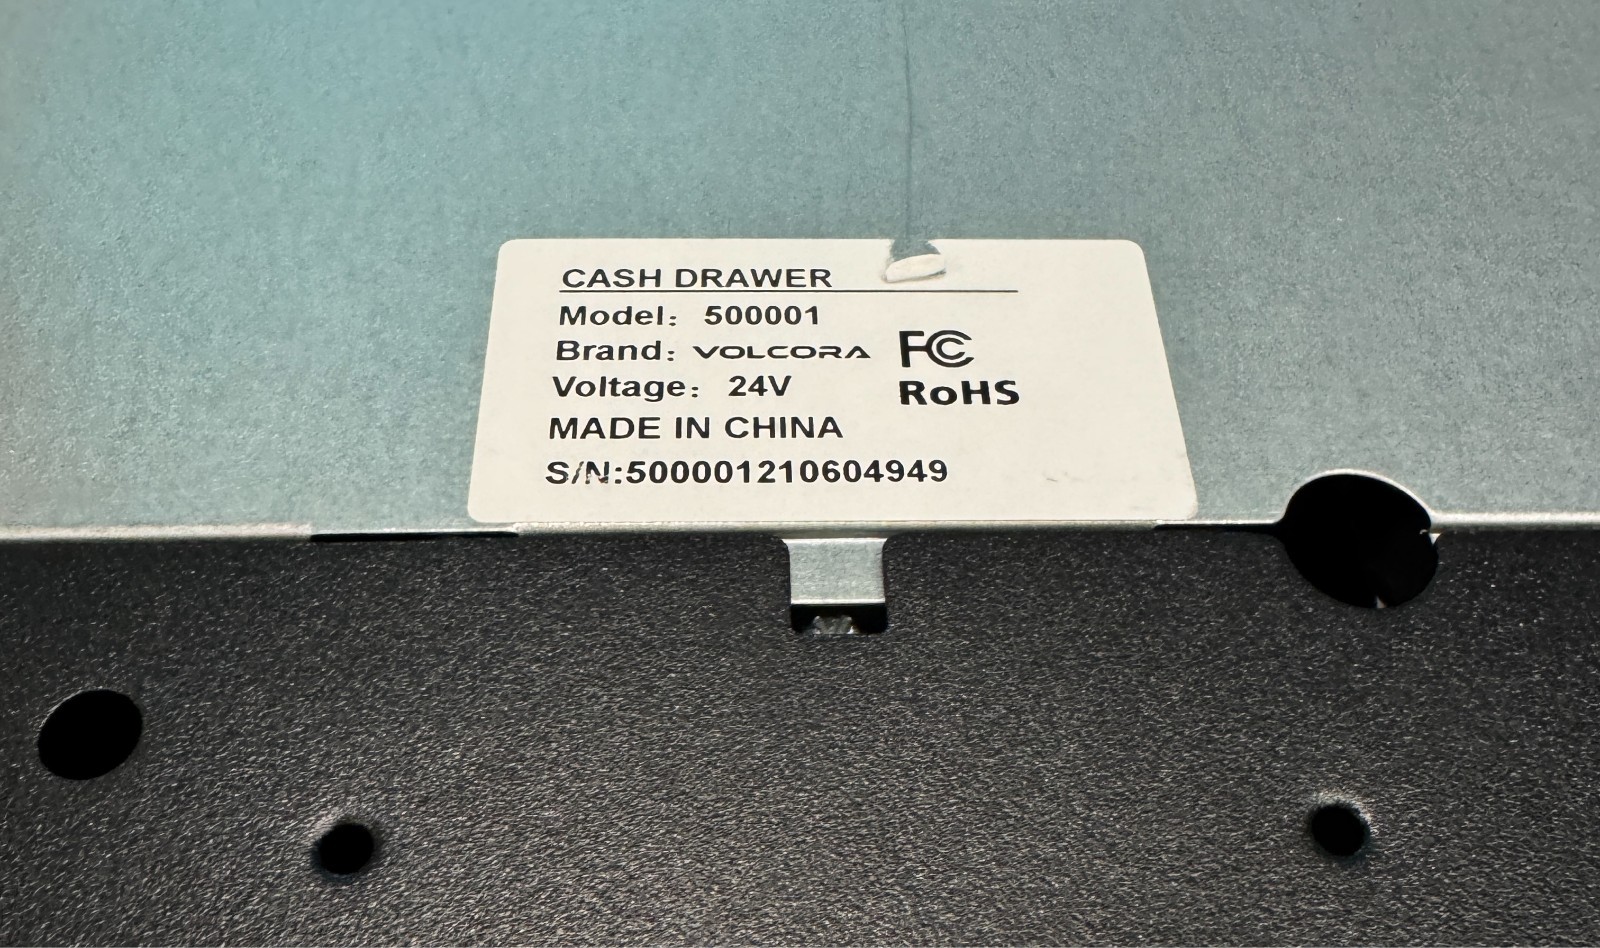 CASH DRAWER
Model: 500001
Brand: VOLCORA
FC
Voltage: 24V
RoHS
MADE IN CHINA
S/N:500001210604949